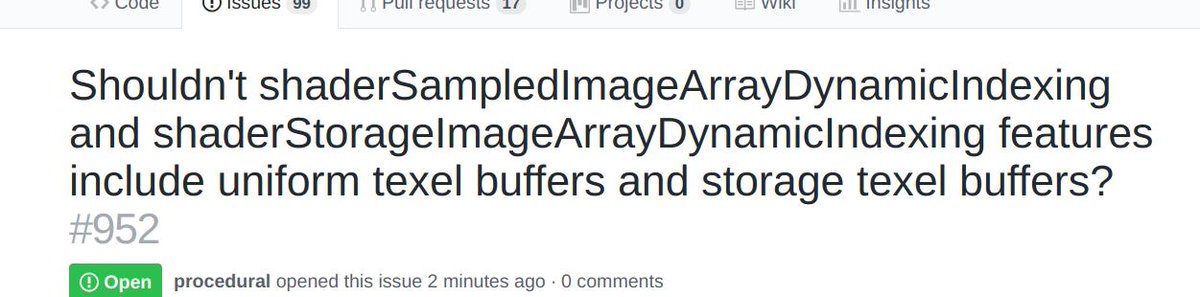 Code Issues 99 Pull requests 17 Projects 0 Wiki Insights
Shouldn't shaderSampledImageArrayDynamicIndexing
and shaderStorageImageArrayDynamicIndexing features
include uniform texel buffers and storage texel buffers?
#952
Open procedural opened this issue 2 minutes ago · 0 comments